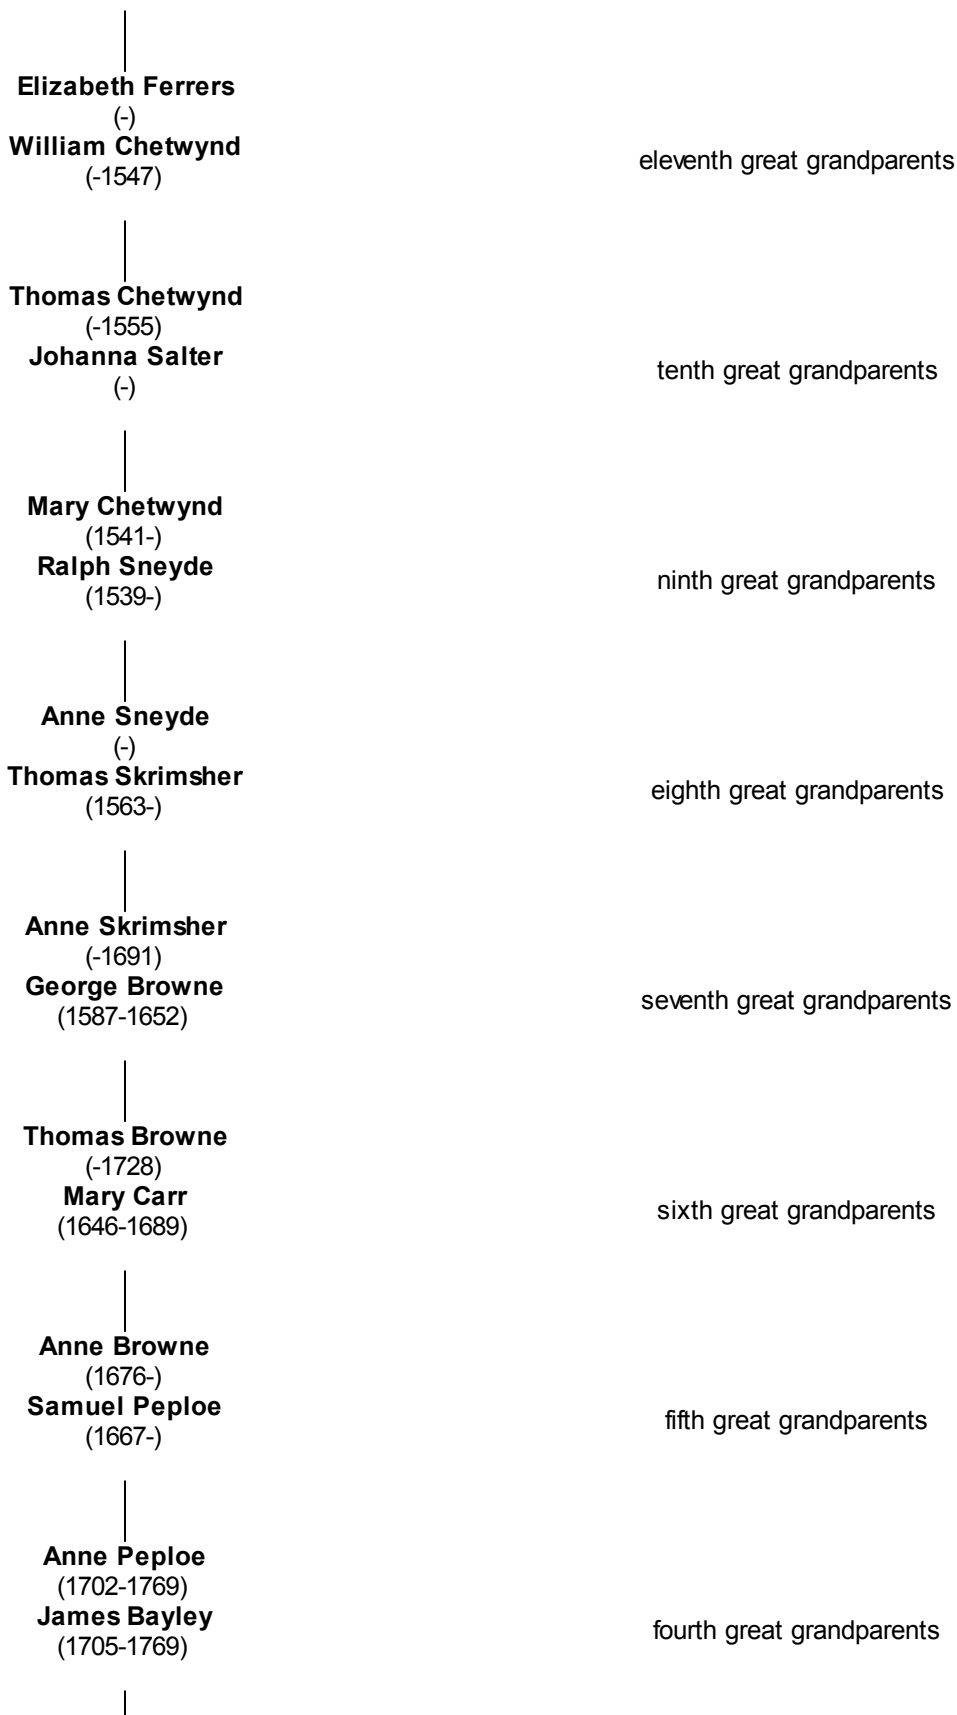 Elizabeth Ferrers
(-)
William Chetwynd
(-1547)
eleventh great grandparents
Thomas Chetwynd
(-1555)
Johanna Salter
(-)
tenth great grandparents
Mary Chetwynd
(1541-)
Ralph Sneyde
(1539-)
ninth great grandparents
Anne Sneyde
(-)
Thomas Skrimsher
(1563-)
eighth great grandparents
Anne Skrimsher
(-1691)
George Browne
(1587-1652)
seventh great grandparents
Thomas Browne
(-1728)
Mary Carr
(1646-1689)
sixth great grandparents
Anne Browne
(1676-)
Samuel Peploe
(1667-)
fifth great grandparents
Anne Peploe
(1702-1769)
James Bayley
(1705-1769)
fourth great grandparents